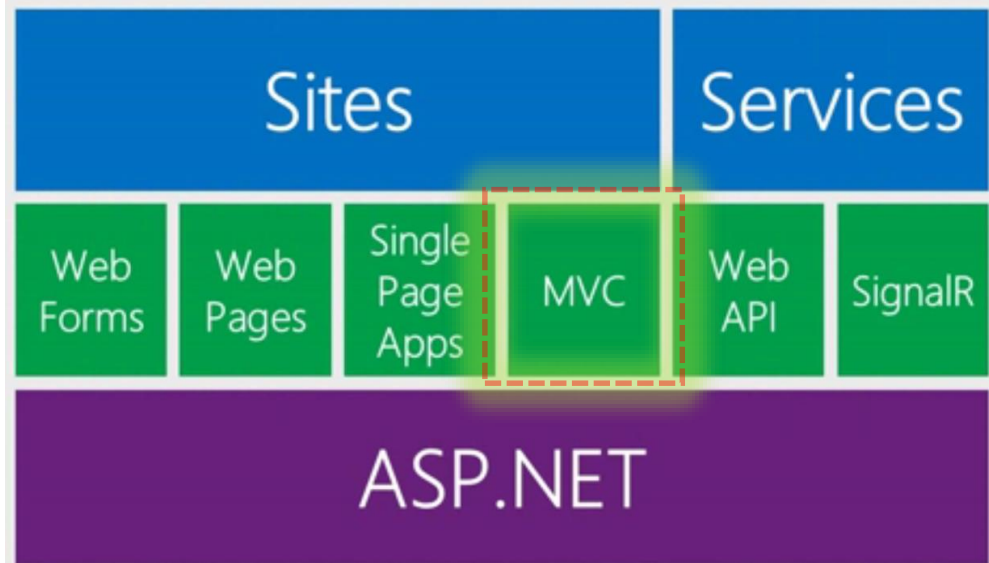 Sites
Services
Web
Forms
Web
Pages
Single
Page
Apps
MVC
Web
API
SignalR
ASP.NET